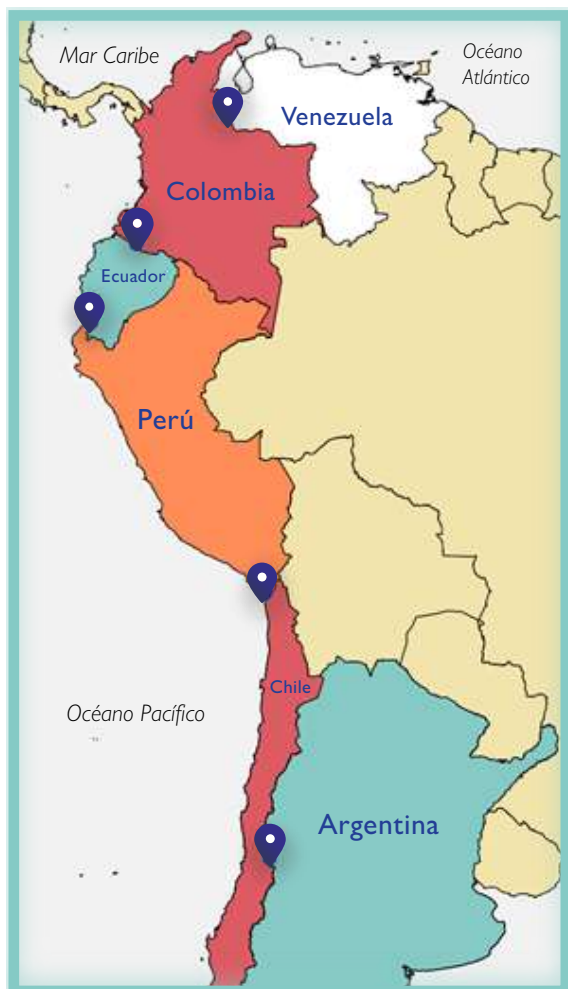 Mar Caribe
Océano
Atlántico
Venezuela
Colombia
Ecuador
Perú
Chile
Océano Pacífico
Argentina